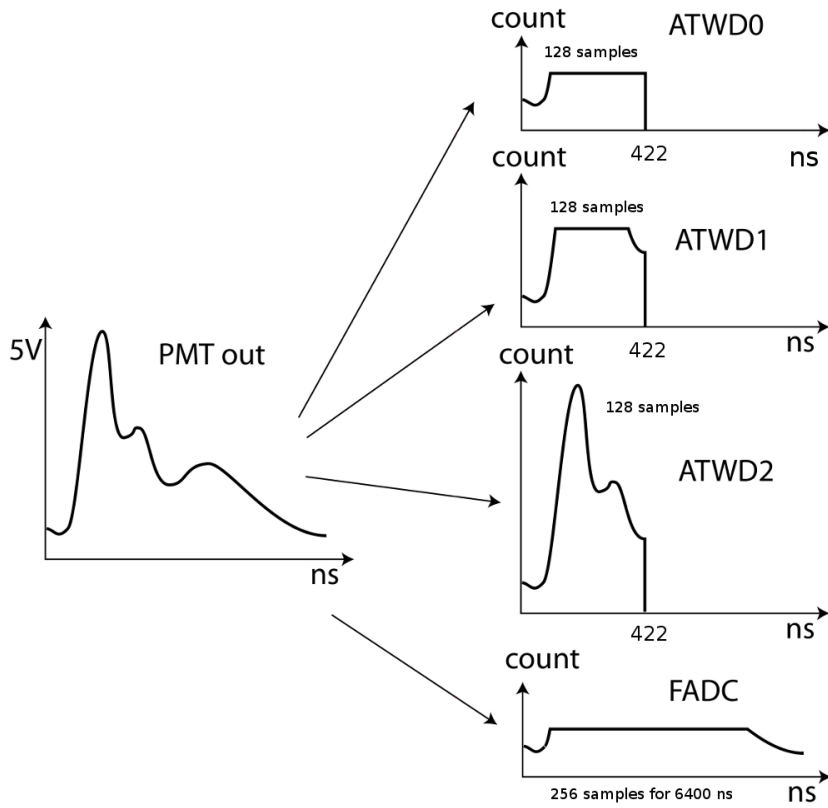 5V
PMT out
ns
count
ATWD0
128 samples
422
ns
count
128 samples
ATWD1
422
ns
count
128 samples
ATWD2
422
ns
count
FADC
256 samples for 6400 ns
ns